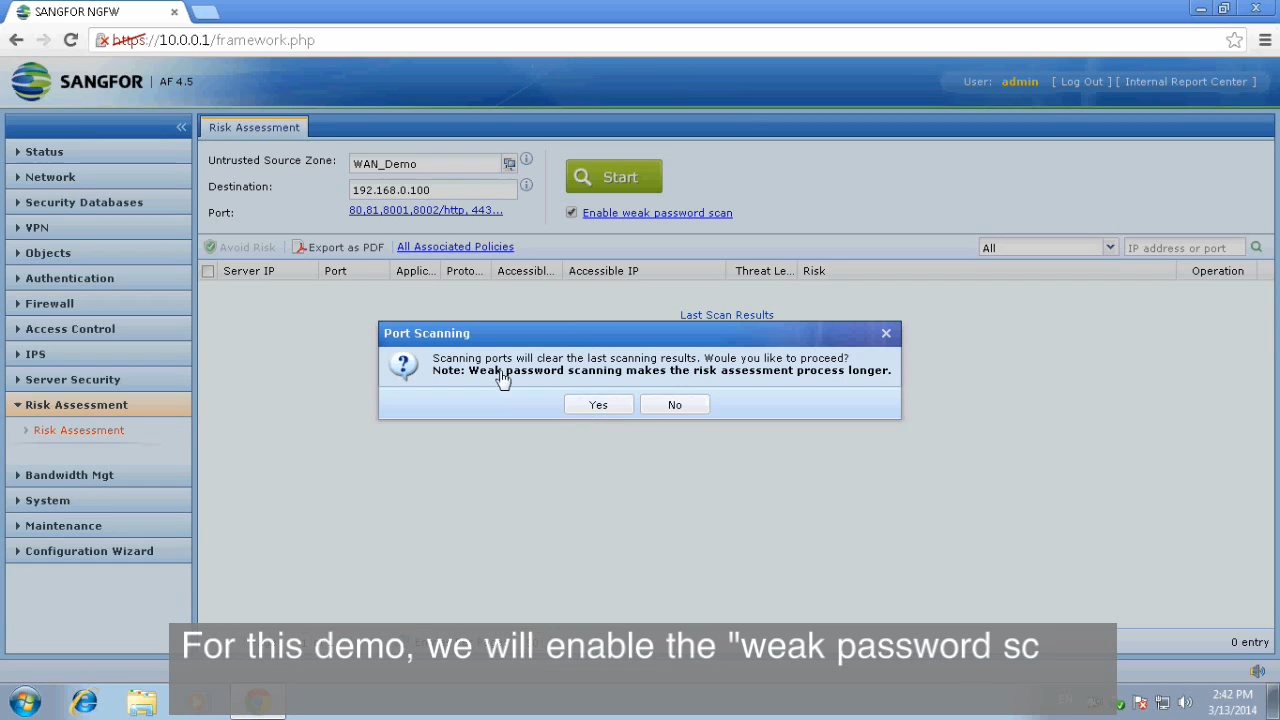 SANGFOR NGFW
https://10.0.0.1/framework.php
SANGFOR | AF 4.5
User: admin [ Log Out ] [ Internal Report Center ]
Status
Network
Security Databases
VPN
Objects
Authentication
Firewall
Access Control
IPS
Server Security
Risk Assessment
Risk Assessment
Bandwidth Mgt
System
Maintenance
Configuration Wizard
Risk Assessment
Untrusted Source Zone: WAN_Demo
Destination: 192.168.0.100
Port: 80,81,8001,8002/http, 443...
Start
Enable weak password scan
Avoid Risk Export as PDF All Associated Policies
All IP address or port
Server IP Port Applic... Proto... Accessibl... Accessible IP Threat Le... Risk Operation
Last Scan Results
Port Scanning
Scanning ports will clear the last scanning results. Woule you like to proceed?
Note: Weak password scanning makes the risk assessment process longer.
Yes No
0 entry
For this demo, we will enable the "weak password sc
EN
2:42 PM
3/13/2014